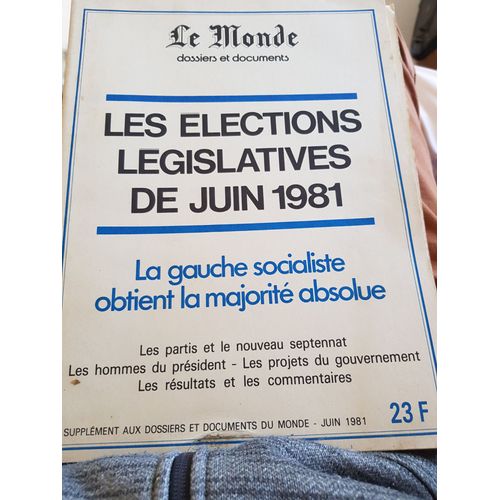 Le Monde
dossiers et documents
LES ELECTIONS
LEGISLATIVES
DE JUIN 1981
La gauche socialiste
obtient la majorité absolue
Les partis et le nouveau septennat
Les hommes du président - Les projets du gouvernement
Les résultats et les commentaires
SUPPLÉMENT AUX DOSSIERS ET DOCUMENTS DU MONDE - JUIN 1981
23 F